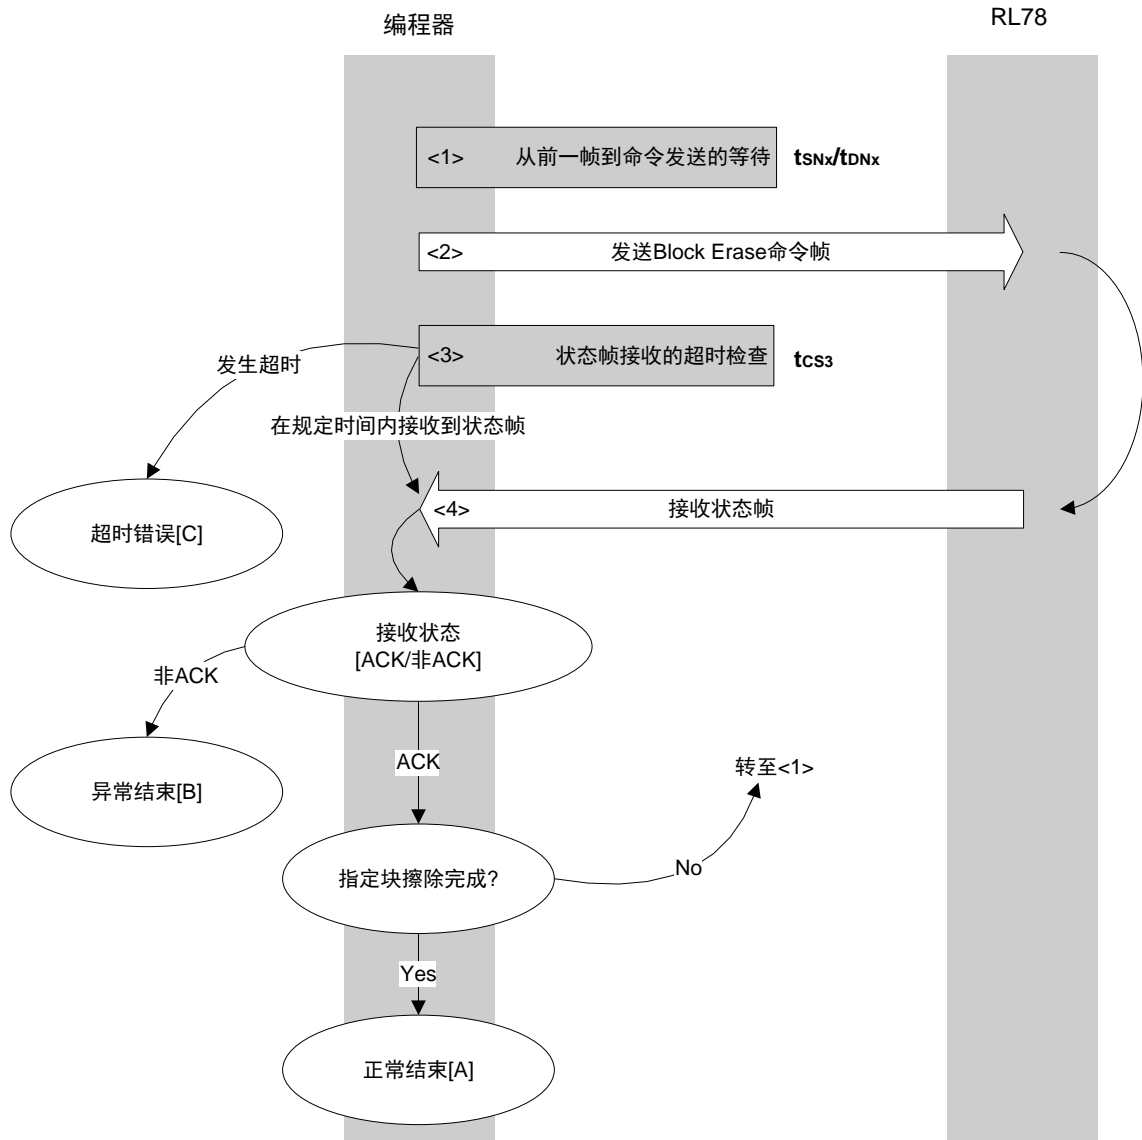 编程器
RL78
<1> 从前一帧到命令发送的等待 tSNx/tDNx
<2> 发送Block Erase命令帧
<3> 状态帧接收的超时检查 tCS3
发生超时
在规定时间内接收到状态帧
<4> 接收状态帧
超时错误[C]
接收状态
[ACK/非ACK]
非ACK
ACK
转至<1>
异常结束[B]
指定块擦除完成?
No
Yes
正常结束[A]